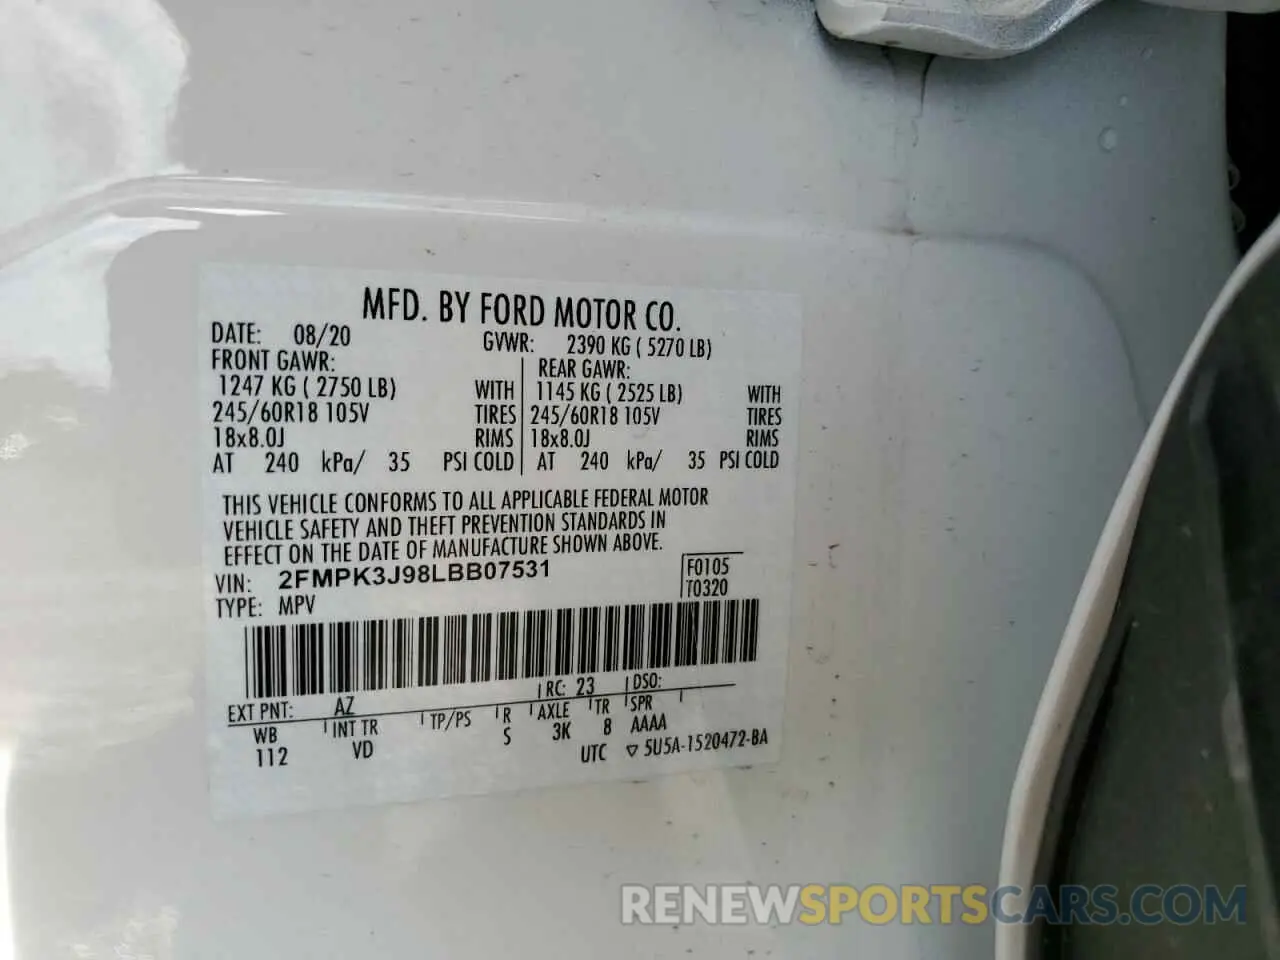 MFD. BY FORD MOTOR CO.
DATE: 08/20 GVWR: 2390 KG ( 5270 LB)
FRONT GAWR: REAR GAWR:
1247 KG ( 2750 LB) WITH 1145 KG ( 2525 LB) WITH
245/60R18 105V TIRES 245/60R18 105V TIRES
18x8.0J RIMS 18x8.0J RIMS
AT 240 kPa/ 35 PSI COLD AT 240 kPa/ 35 PSI COLD
THIS VEHICLE CONFORMS TO ALL APPLICABLE FEDERAL MOTOR
VEHICLE SAFETY AND THEFT PREVENTION STANDARDS IN
EFFECT ON THE DATE OF MANUFACTURE SHOWN ABOVE.
VIN: 2FMPK3J98LBB07531 F0105
TYPE: MPV T0320
EXT PNT: AZ RC: 23 DSO:
WB INT TR TP/PS R AXLE TR SPR
112 VD S 3K 8 AAAA
UTC ▽ 5U5A-1520472-BA
RENEWSPORTSCARS.COM